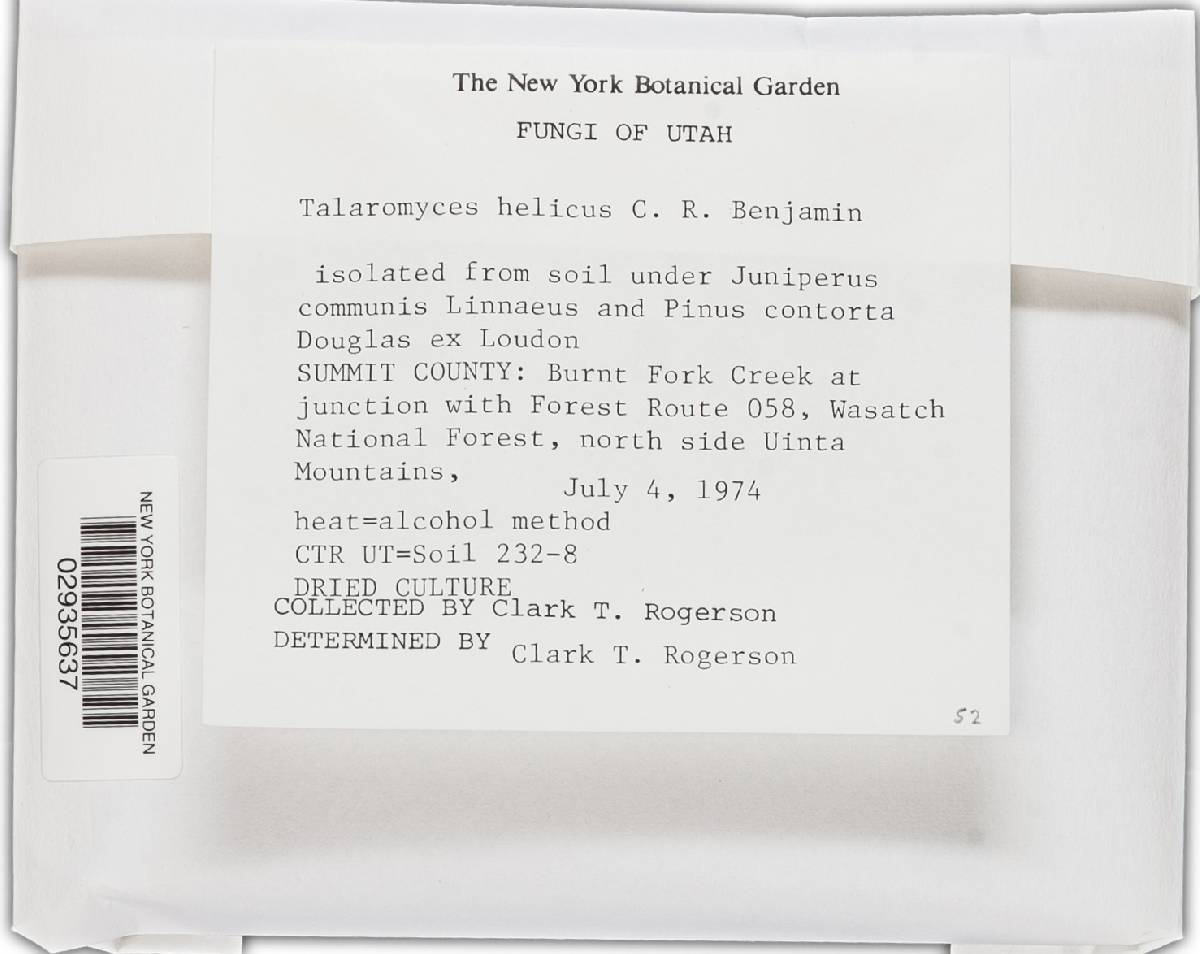 The New York Botanical Garden
FUNGI OF UTAH
Talaromyces helicus C. R. Benjamin
isolated from soil under Juniperus
communis Linnaeus and Pinus contorta
Douglas ex Loudon
SUMMIT COUNTY: Burnt Fork Creek at
junction with Forest Route 058, Wasatch
National Forest, north side Uinta
Mountains,
July 4, 1974
heat=alcohol method
CTR UT=Soil 232-8
DRIED CULTURE
COLLECTED BY Clark T. Rogerson
DETERMINED BY Clark T. Rogerson
52
NEW YORK BOTANICAL GARDEN
02935637